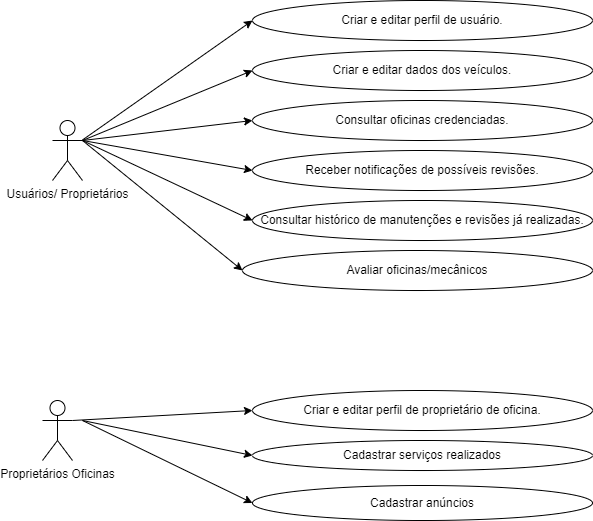 Criar e editar perfil de usuário.
Criar e editar dados dos veículos.
Consultar oficinas credenciadas.
Receber notificações de possíveis revisões.
Usuários/ Proprietários
Consultar histórico de manutenções e revisões já realizadas.
Avaliar oficinas/mecânicos
Criar e editar perfil de proprietário de oficina.
Cadastrar serviços realizados
Proprietários Oficinas
Cadastrar anúncios